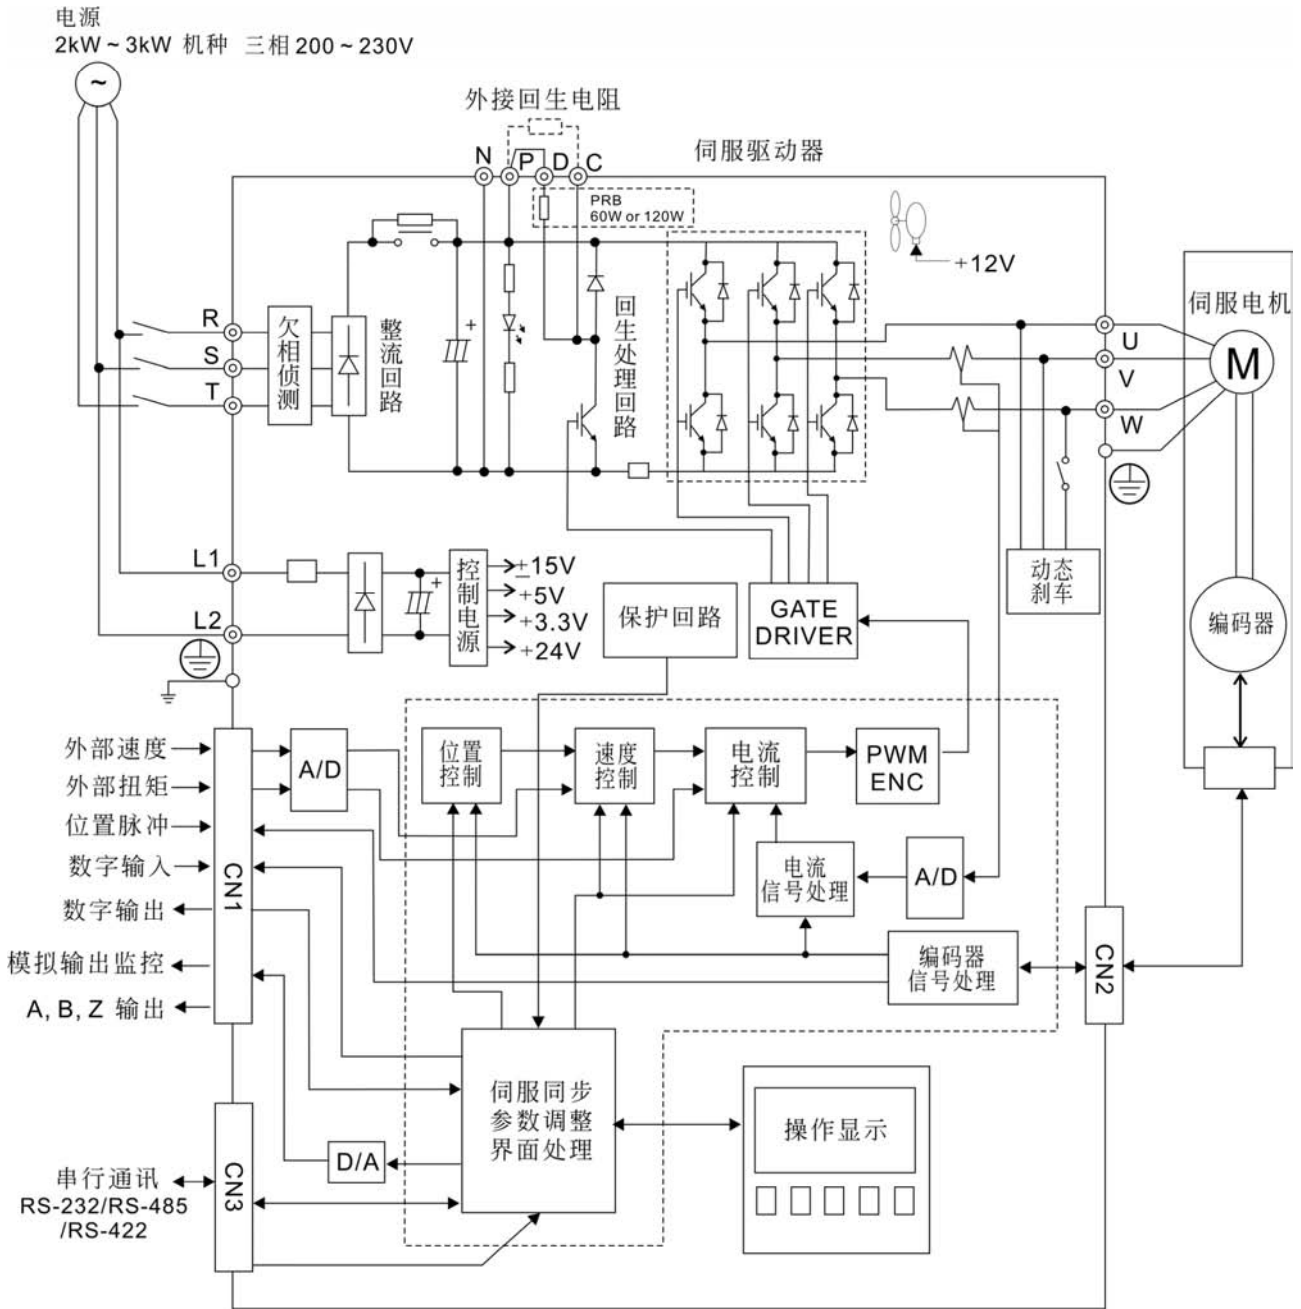 电源
2kW ~ 3kW 机种 三相 200 ~ 230V
~
外接回生电阻
N P D C
伺服驱动器
PRB
60W or 120W
+12V
伺服电机
R
S
T
欠相侦测
整流回路
+
回生处理回路
U
V
W
M
L1
L2
+
控制电源
±15V
+5V
+3.3V
+24V
保护回路
GATE
DRIVER
动态
刹车
编码器
外部速度
外部扭矩
位置脉冲
数字输入
数字输出
模拟输出监控
A, B, Z 输出
CN1
A/D
位置
控制
速度
控制
电流
控制
PWM
ENC
电流
信号处理
A/D
编码器
信号处理
CN2
伺服同步
参数调整
界面处理
操作显示
D/A
CN3
串行通讯
RS-232/RS-485
/RS-422